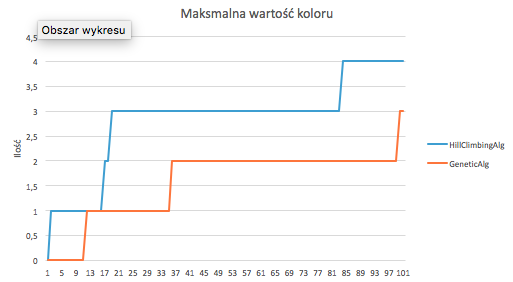 Maksmalna wartość koloru
Obszar wykresu
4,5
4
3,5
3
2,5
2
1,5
1
0,5
0
Ilość
1 5 9 13 17 21 25 29 33 37 41 45 49 53 57 61 65 69 73 77 81 85 89 93 97 101
HillClimbingAlg
GeneticAlg